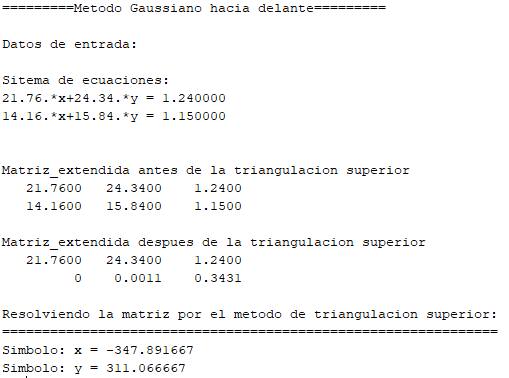 =========Metodo Gaussiano hacia delante=========
Datos de entrada:
Sitema de ecuaciones:
21.76.*x+24.34.*y = 1.240000
14.16.*x+15.84.*y = 1.150000
Matriz_extendida antes de la triangulacion superior
21.7600 24.3400 1.2400
14.1600 15.8400 1.1500
Matriz_extendida despues de la triangulacion superior
21.7600 24.3400 1.2400
0 0.0011 0.3431
Resolviendo la matriz por el metodo de triangulacion superior:
==============================================================
Simbolo: x = -347.891667
Simbolo: y = 311.066667